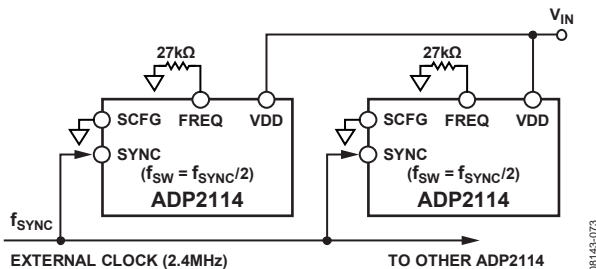 VIN
27kΩ
27kΩ
SCFG FREQ VDD
SCFG FREQ VDD
SYNC
SYNC
(fSW = fSYNC/2)
(fSW = fSYNC/2)
ADP2114
ADP2114
fSYNC
EXTERNAL CLOCK (2.4MHz)
TO OTHER ADP2114
08143-073